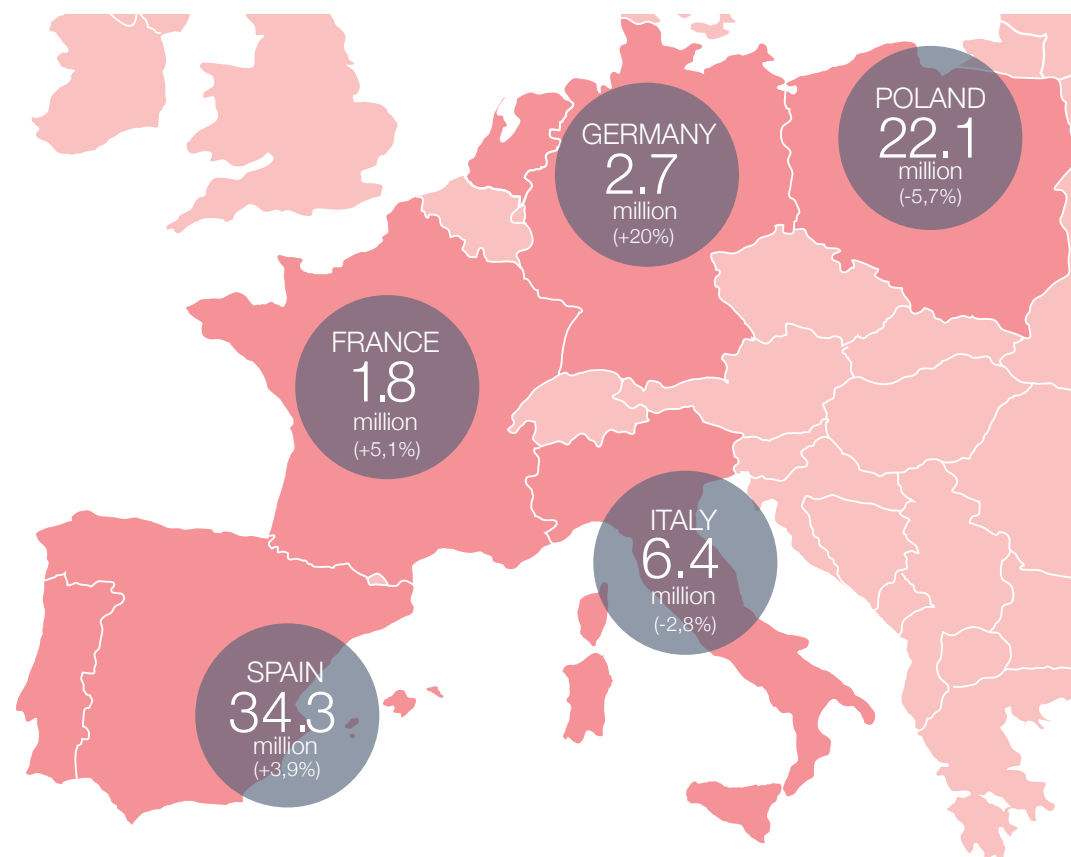 POLAND
22.1
million
(-5,7%)
GERMANY
2.7
million
(+20%)
FRANCE
1.8
million
(+5,1%)
ITALY
6.4
million
(-2,8%)
SPAIN
34.3
million
(+3,9%)